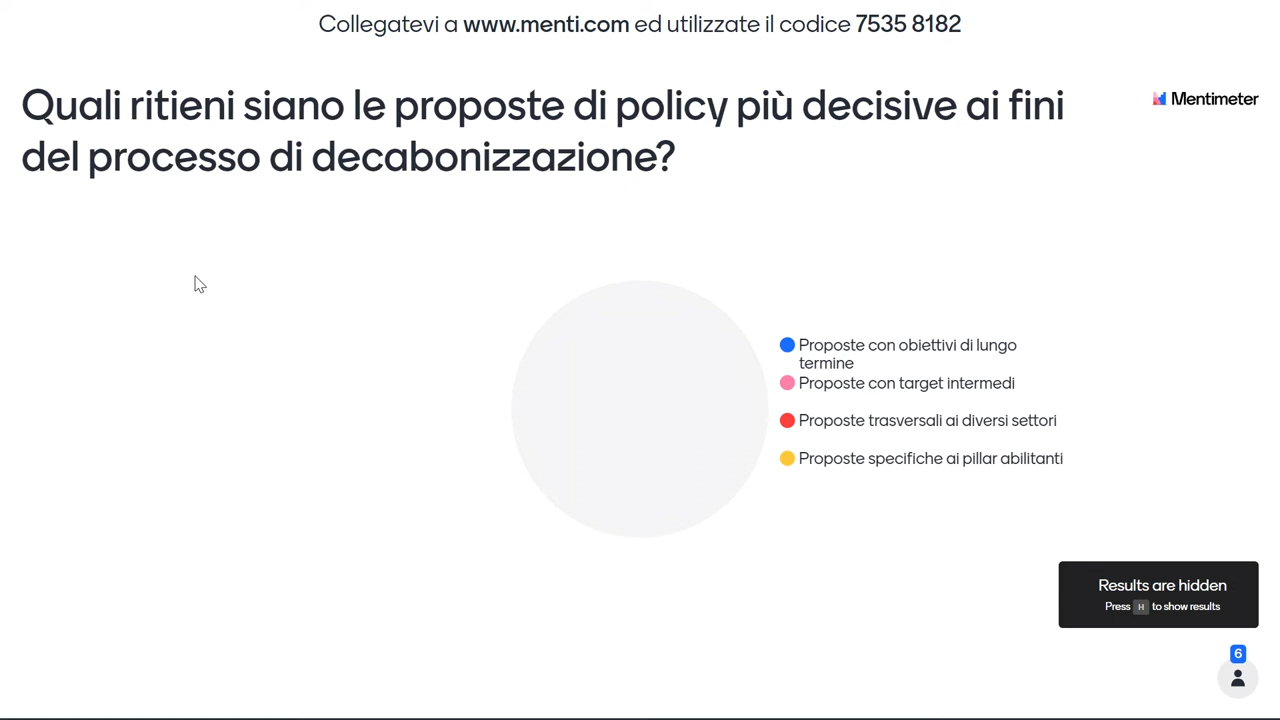 Collegatevi a www.menti.com ed utilizzate il codice 7535 8182
Quali ritieni siano le proposte di policy più decisive ai fini
del processo di decabonizzazione?
Mentimeter
Proposte con obiettivi di lungo
termine
Proposte con target intermedi
Proposte trasversali ai diversi settori
Proposte specifiche ai pillar abilitanti
Results are hidden
Press H to show results
6